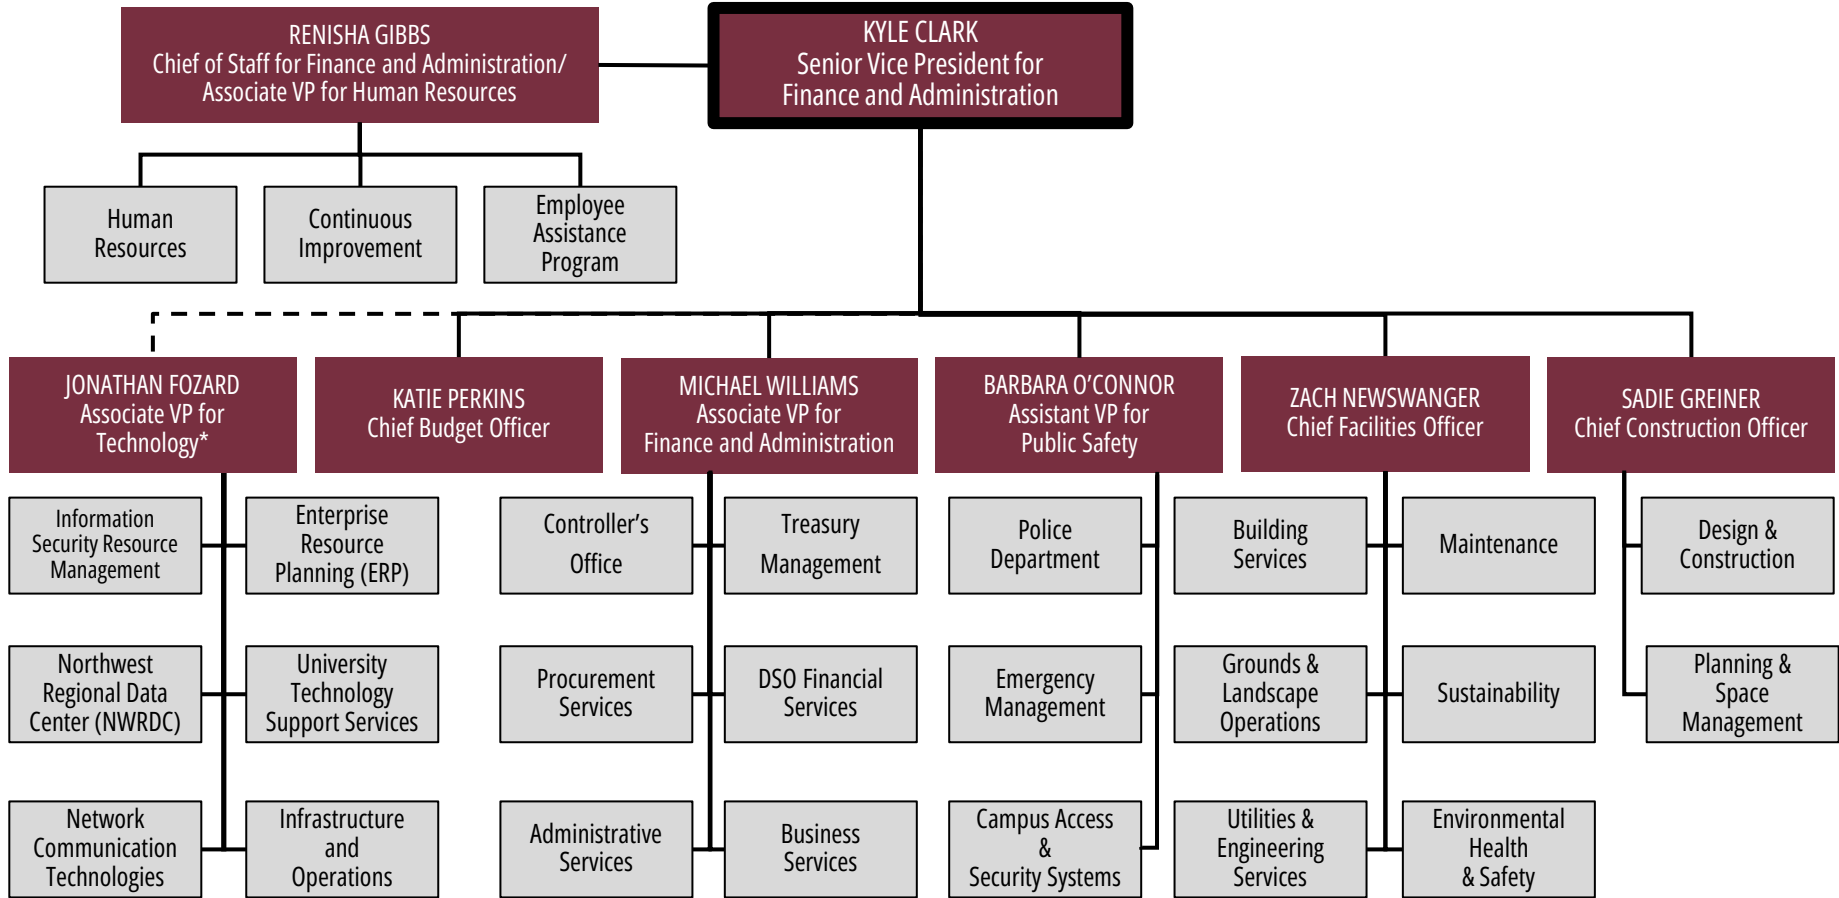 RENISHA GIBBS
Chief of Staff for Finance and Administration/
Associate VP for Human Resources
KYLE CLARK
Senior Vice President for
Finance and Administration
Human
Resources
Continuous
Improvement
Employee
Assistance
Program
JONATHAN FOZARD
Associate VP for
Technology*
KATIE PERKINS
Chief Budget Officer
MICHAEL WILLIAMS
Associate VP for
Finance and Administration
BARBARA O’CONNOR
Assistant VP for
Public Safety
ZACH NEWSWANGER
Chief Facilities Officer
SADIE GREINER
Chief Construction Officer
Information
Security Resource
Management
Enterprise
Resource
Planning (ERP)
Controller’s
Office
Treasury
Management
Police
Department
Building
Services
Maintenance
Design &
Construction
Northwest
Regional Data
Center (NWRDC)
University
Technology
Support Services
Procurement
Services
DSO Financial
Services
Emergency
Management
Grounds &
Landscape
Operations
Sustainability
Planning &
Space
Management
Network
Communication
Technologies
Infrastructure
and
Operations
Administrative
Services
Business
Services
Campus Access
&
Security Systems
Utilities &
Engineering
Services
Environmental
Health
& Safety